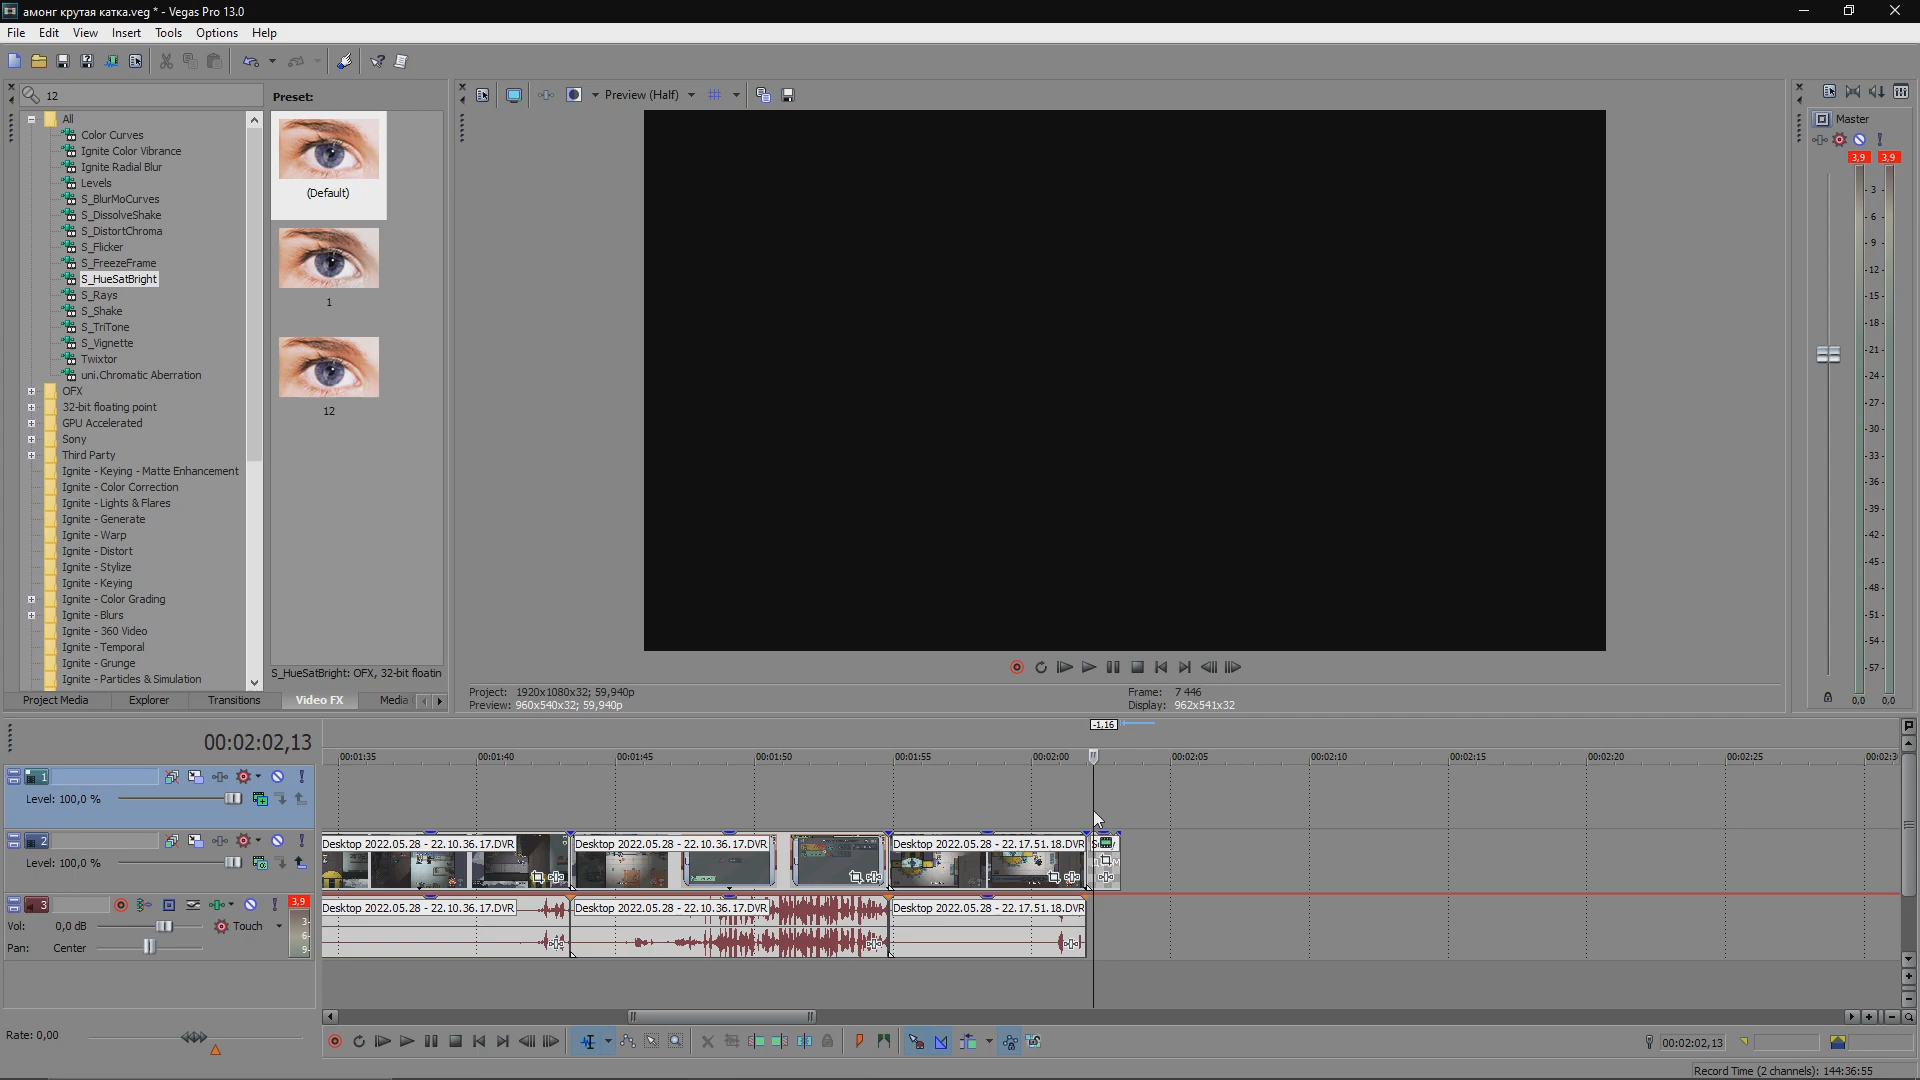 амонг крутая катка.veg * - Vegas Pro 13.0
File Edit View Insert Tools Options Help
12
Preset:
Preview (Half)
All
Color Curves
Ignite Color Vibrance
Ignite Radial Blur
Levels
S_BlurMoCurves
S_DissolveShake
S_DistortChroma
S_Flicker
S_FreezeFrame
S_HueSatBright
S_Rays
S_Shake
S_TriTone
S_Vignette
Twixtor
uni.Chromatic Aberration
OFX
32-bit floating point
GPU Accelerated
Sony
Third Party
Ignite - Keying - Matte Enhancement
Ignite - Color Correction
Ignite - Lights & Flares
Ignite - Generate
Ignite - Warp
Ignite - Distort
Ignite - Stylize
Ignite - Keying
Ignite - Color Grading
Ignite - Blurs
Ignite - 360 Video
Ignite - Temporal
Ignite - Grunge
Ignite - Particles & Simulation
(Default)
1
12
S_HueSatBright: OFX, 32-bit floatin
Project Media Explorer Transitions Video FX Media
Project: 1920x1080x32; 59,940p
Preview: 960x540x32; 59,940p
Frame: 7 446
Display: 962x541x32
Master
3,9 3,9
- 3 -
- 6 -
- 9 -
-12-
-15-
-18-
-21-
-24-
-27-
-30-
-33-
-36-
-39-
-42-
-45-
-48-
-51-
-54-
-57-
0,0 0,0
00:02:02,13
-1,16
00:01:35 00:01:40 00:01:45 00:01:50 00:01:55 00:02:00 00:02:05 00:02:10 00:02:15 00:02:20 00:02:25 00:02:3
1
Level: 100,0 %
2
Level: 100,0 %
Desktop 2022.05.28 - 22.10.36.17.DVR Desktop 2022.05.28 - 22.10.36.17.DVR Desktop 2022.05.28 - 22.17.51.18.DVR
3
3,9
Vol: 0,0 dB Touch
3-
6-
9-
Pan: Center
Desktop 2022.05.28 - 22.10.36.17.DVR Desktop 2022.05.28 - 22.10.36.17.DVR Desktop 2022.05.28 - 22.17.51.18.DVR
Rate: 0,00
00:02:02,13
Record Time (2 channels): 144:36:55